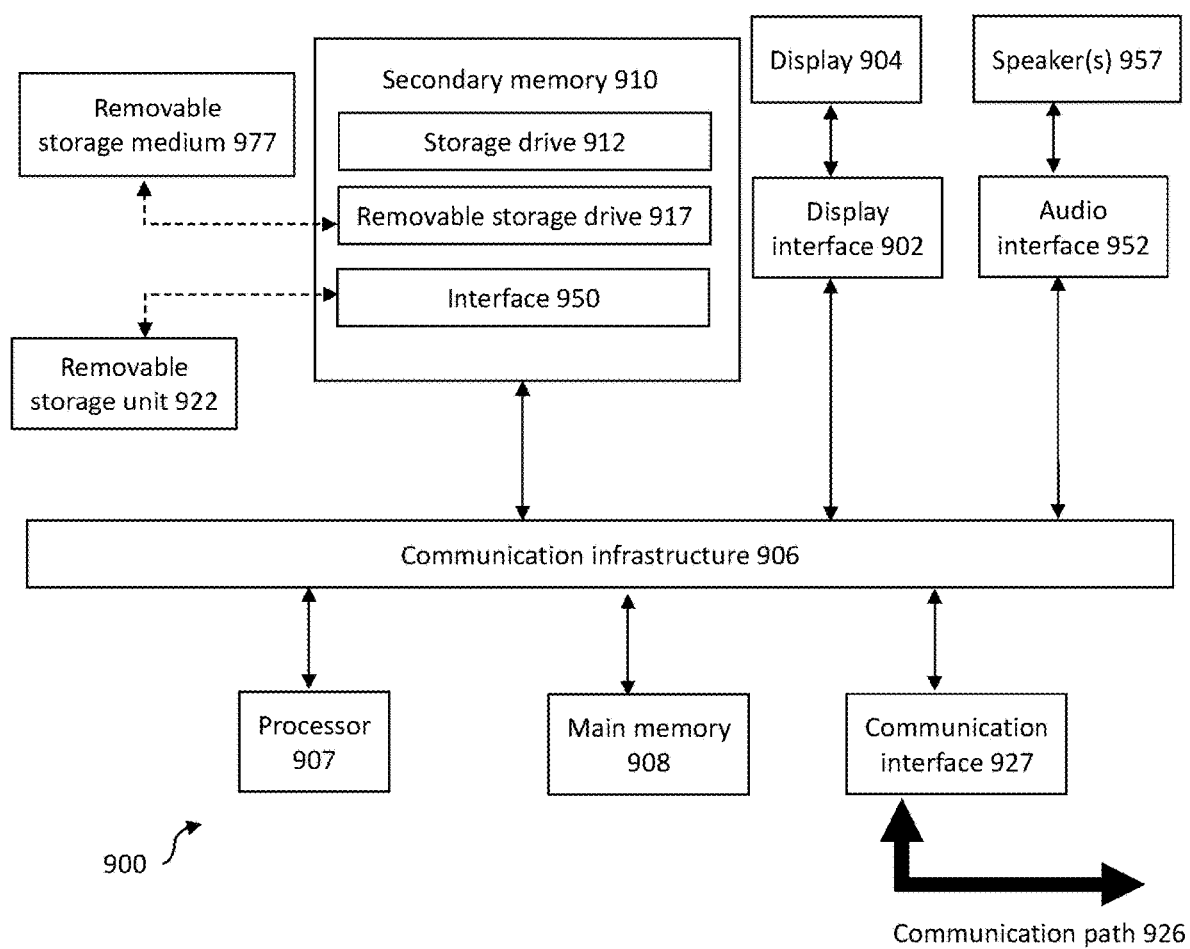 Removable
storage medium 977
Secondary memory 910
Storage drive 912
Removable storage drive 917
Interface 950
Removable
storage unit 922
Display 904
Speaker(s) 957
Display
interface 902
Audio
interface 952
Communication infrastructure 906
Processor
907
Main memory
908
Communication
interface 927
900
Communication path 926